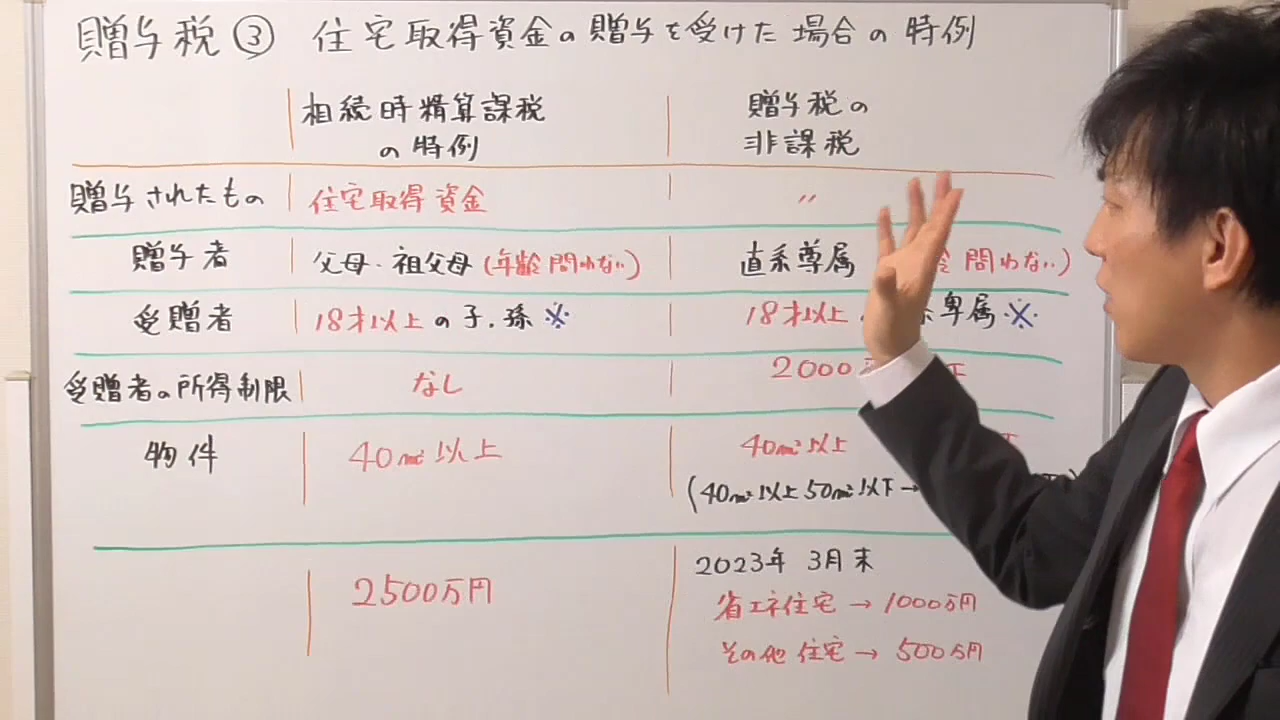 贈与税③ 住宅取得資金の贈与を受けた場合の特例
相続時精算課税の特例 贈与税の非課税
贈与されたもの 住宅取得資金 〃
贈与者 父母・祖父母(年齢問わない) 直系尊属 問わない)
受贈者 18才以上の子.孫※ 18才以上 卑属※
受贈者の所得制限 なし 2000
物件 40㎡以上 40㎡以上
(40㎡以上50㎡以下→
2500万円 2023年 3月末
省エネ住宅→1000万円
その他住宅→500万円